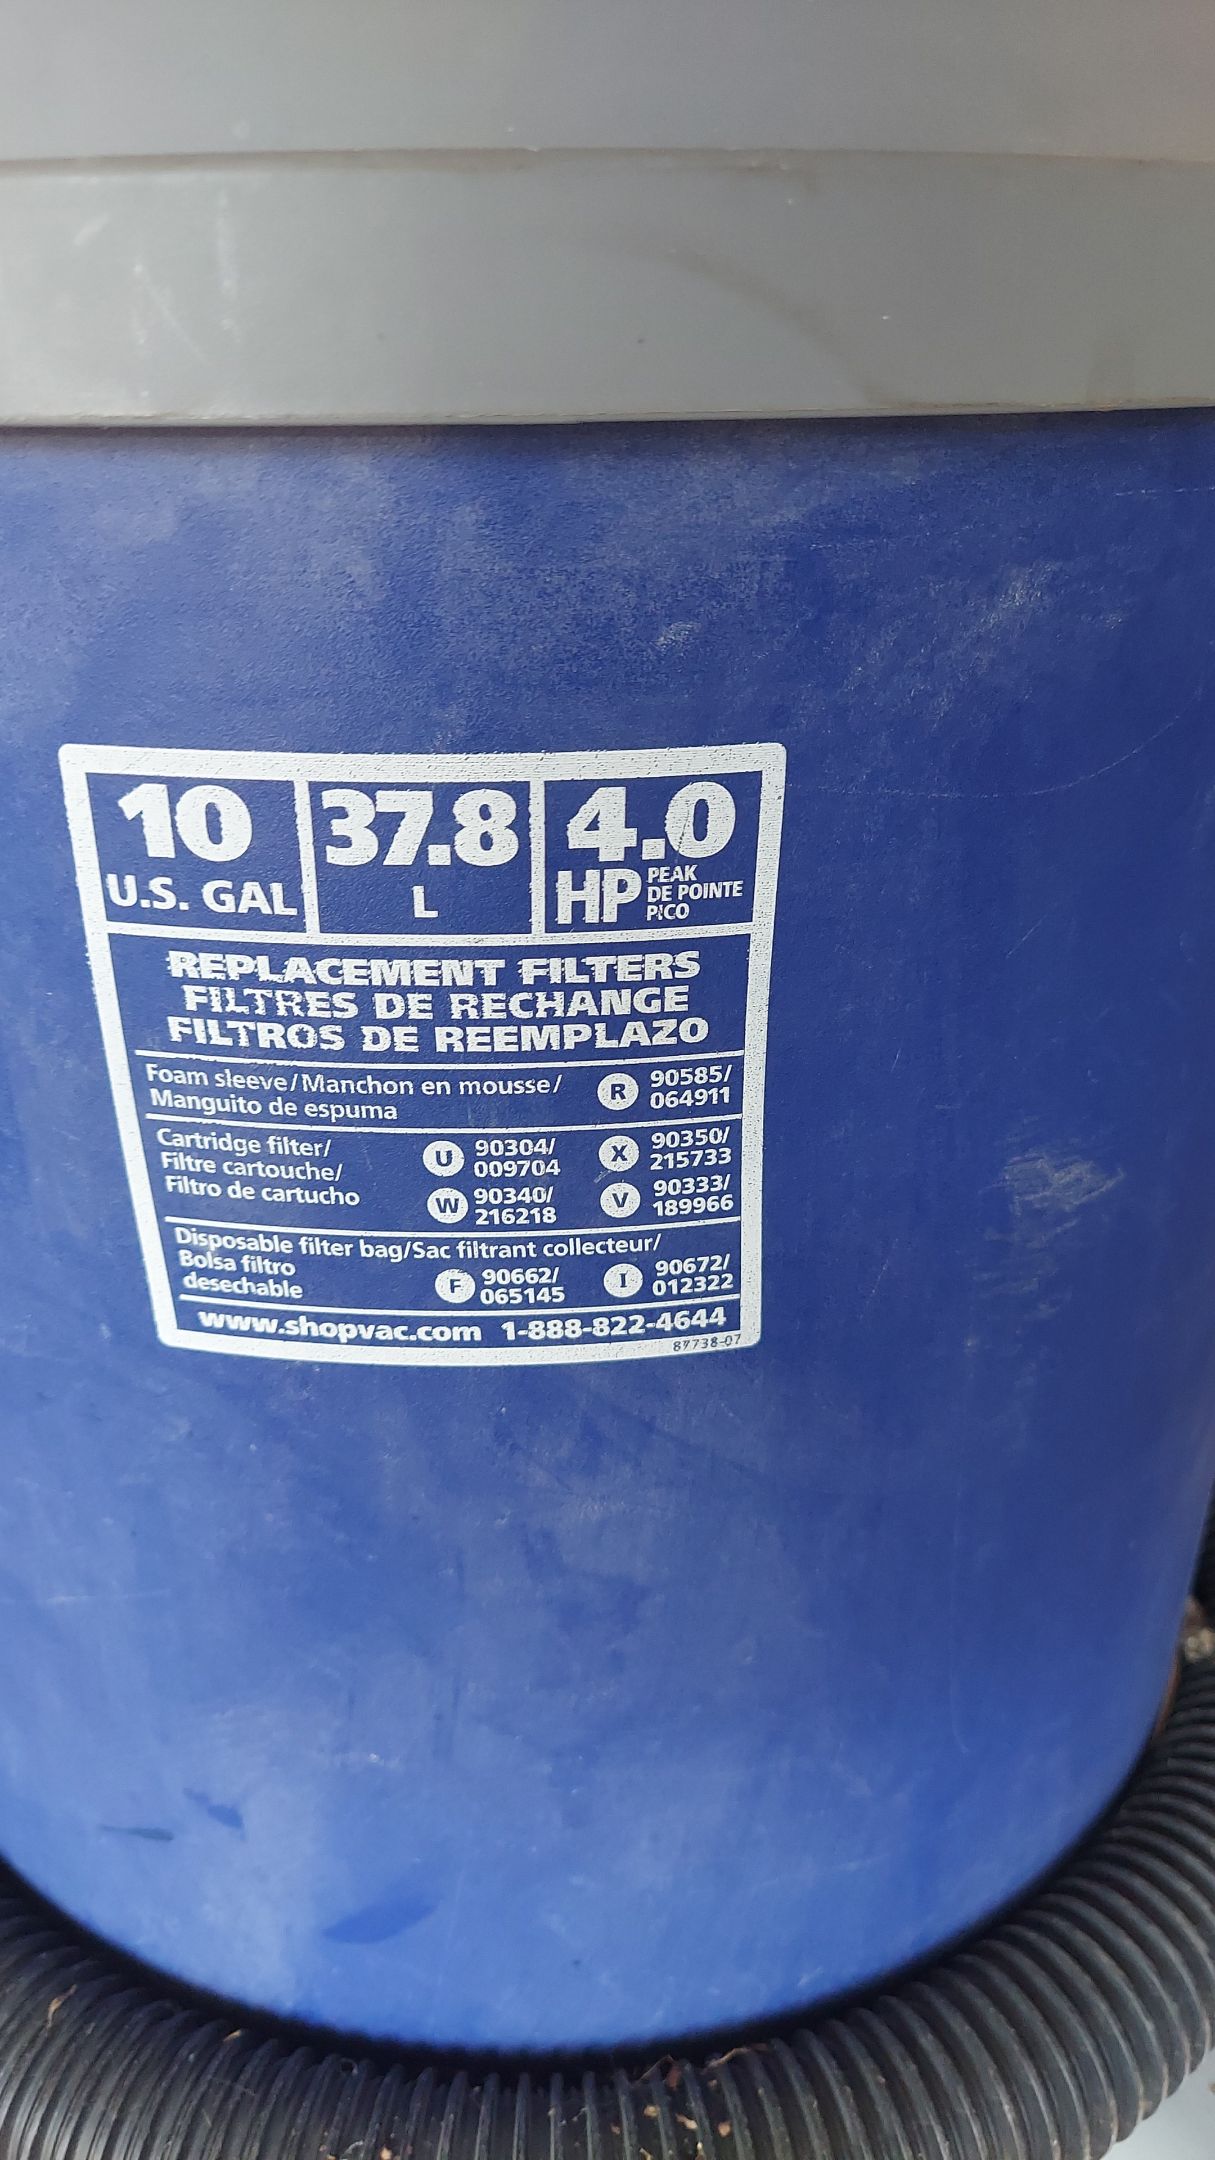 10 37.8 4.0
U.S. GAL L HP PEAK
DE POINTE
PICO
REPLACEMENT FILTERS
FILTRES DE RECHANGE
FILTROS DE REEMPLAZO
Foam sleeve/Manchon en mousse/ R 90585/
Manguito de espuma 064911
Cartridge filter/ U 90304/ X 90350/
Filtre cartouche/ 009704 215733
Filtro de cartucho W 90340/ V 90333/
216218 189966
Disposable filter bag/Sac filtrant collecteur/
Bolsa filtro F 90662/ I 90672/
desechable 065145 012322
www.shopvac.com 1-888-822-4644
87738-07